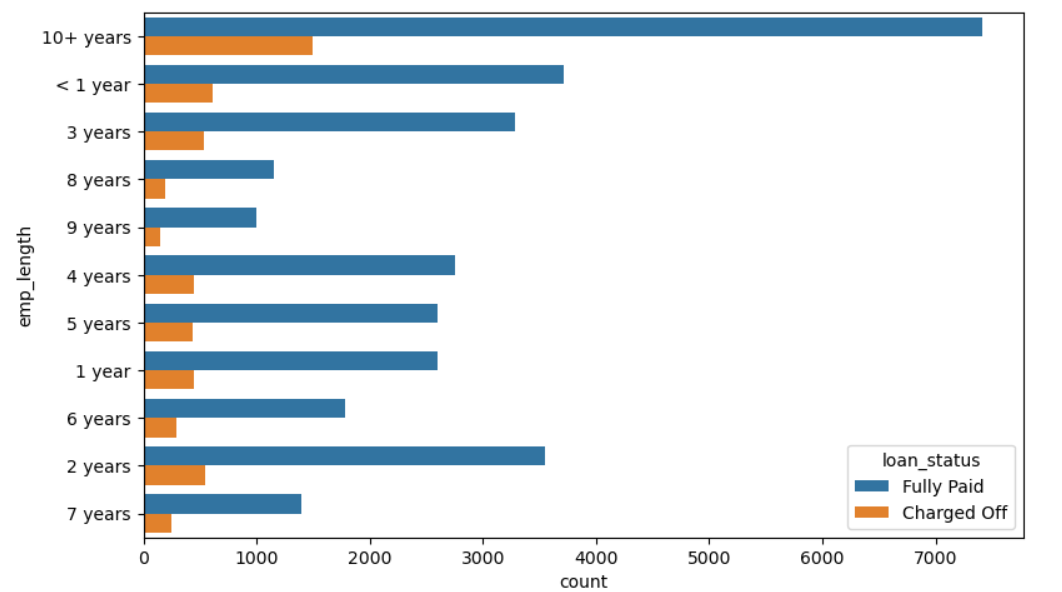 10+ years
< 1 year
3 years
8 years
9 years
4 years
5 years
1 year
6 years
2 years
7 years
emp_length
loan_status
Fully Paid
Charged Off
0 1000 2000 3000 4000 5000 6000 7000
count